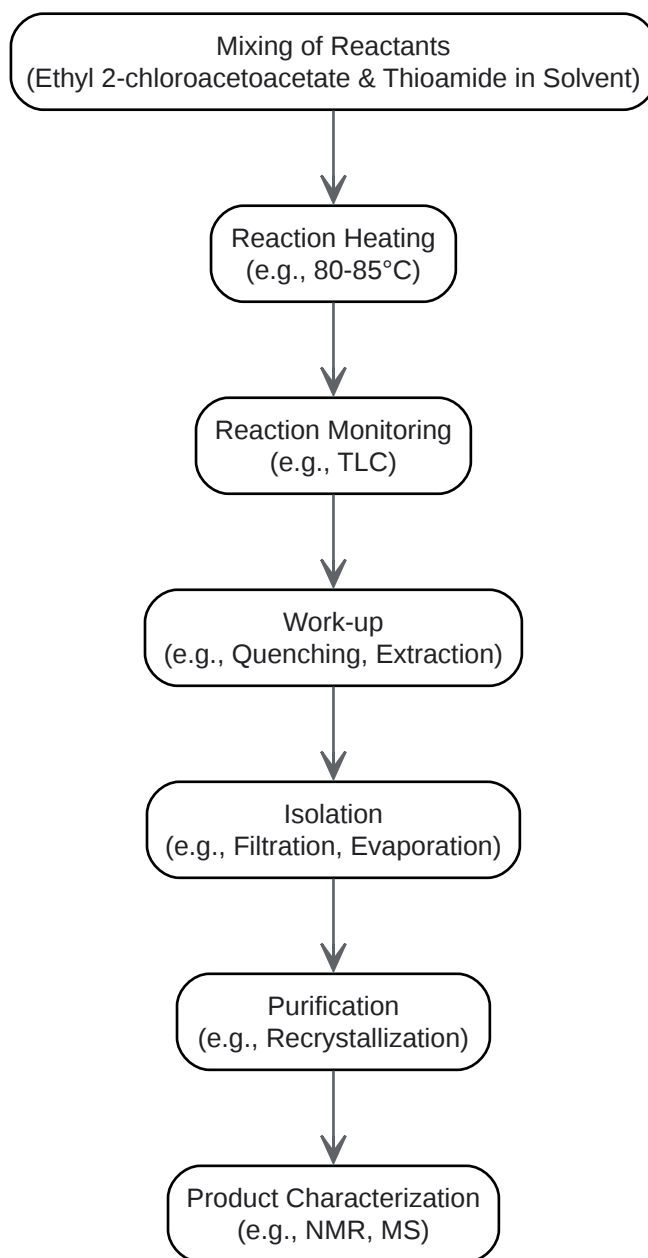 Mixing of Reactants
(Ethyl 2-chloroacetoacetate & Thioamide in Solvent)
Reaction Heating
(e.g., 80-85°C)
Reaction Monitoring
(e.g., TLC)
Work-up
(e.g., Quenching, Extraction)
Isolation
(e.g., Filtration, Evaporation)
Purification
(e.g., Recrystallization)
Product Characterization
(e.g., NMR, MS)